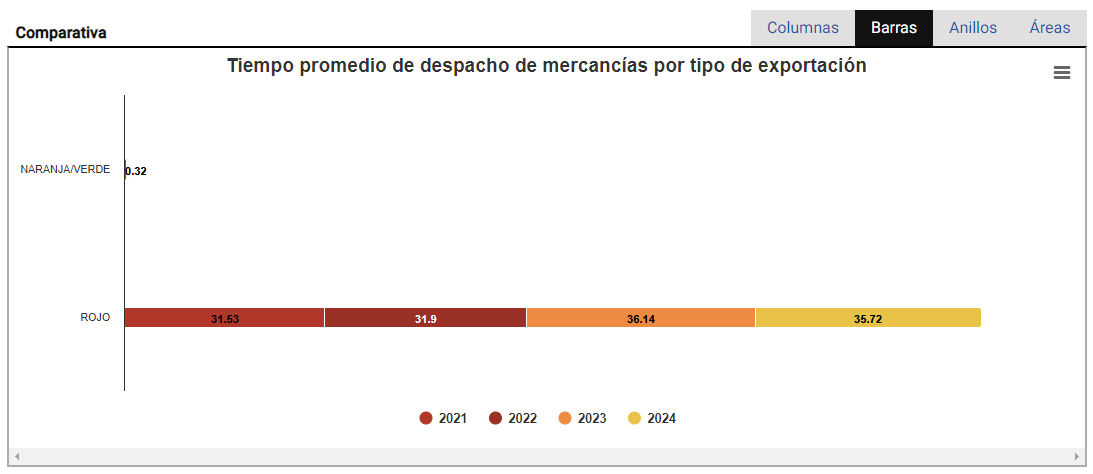 Comparativa
Columnas Barras Anillos Áreas
Tiempo promedio de despacho de mercancías por tipo de exportación
NARANJA/VERDE 0.32
ROJO 31.53 31.9 36.14 35.72
2021 2022 2023 2024